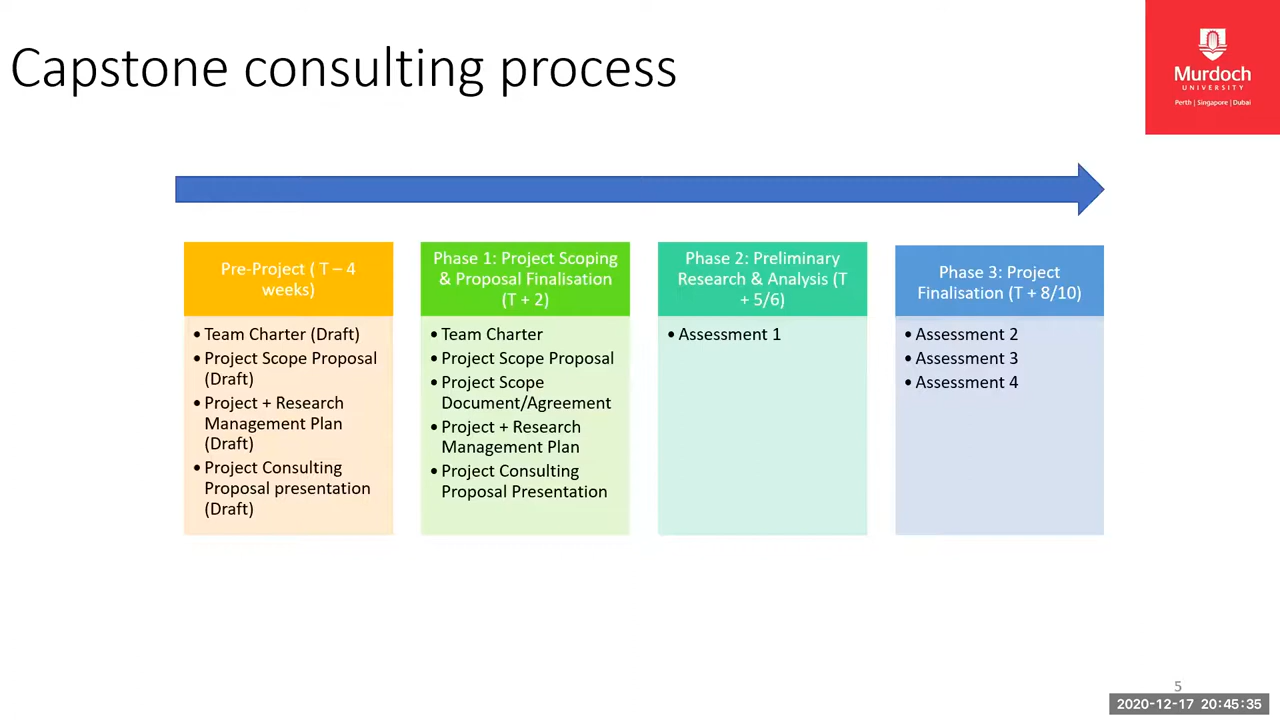 Capstone consulting process
Murdoch
UNIVERSITY
Perth | Singapore | Dubai
Pre-Project ( T – 4
weeks)
• Team Charter (Draft)
• Project Scope Proposal
(Draft)
• Project + Research
Management Plan
(Draft)
• Project Consulting
Proposal presentation
(Draft)
Phase 1: Project Scoping
& Proposal Finalisation
(T + 2)
• Team Charter
• Project Scope Proposal
• Project Scope
Document/Agreement
• Project + Research
Management Plan
• Project Consulting
Proposal Presentation
Phase 2: Preliminary
Research & Analysis (T
+ 5/6)
• Assessment 1
Phase 3: Project
Finalisation (T + 8/10)
• Assessment 2
• Assessment 3
• Assessment 4
5
2020-12-17 20:45:35